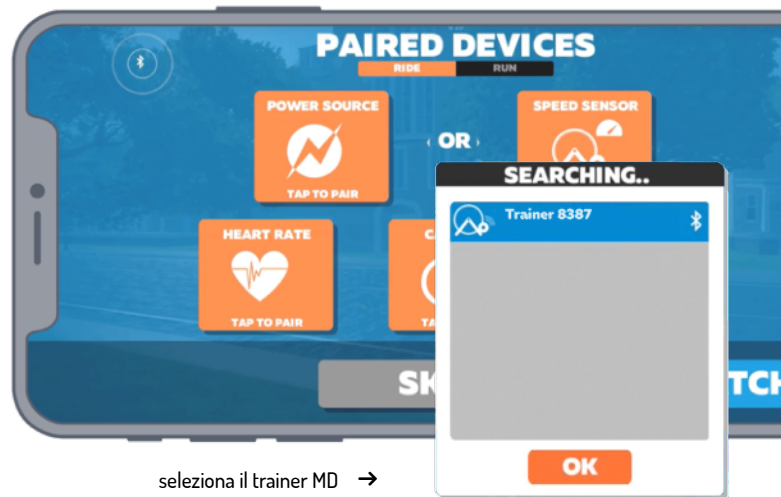 PAIRED DEVICES
RIDE RUN
POWER SOURCE
TAP TO PAIR
OR
SPEED SENSOR
HEART RATE
TAP TO PAIR
SEARCHING..
Trainer 8387
OK
seleziona il trainer MD →